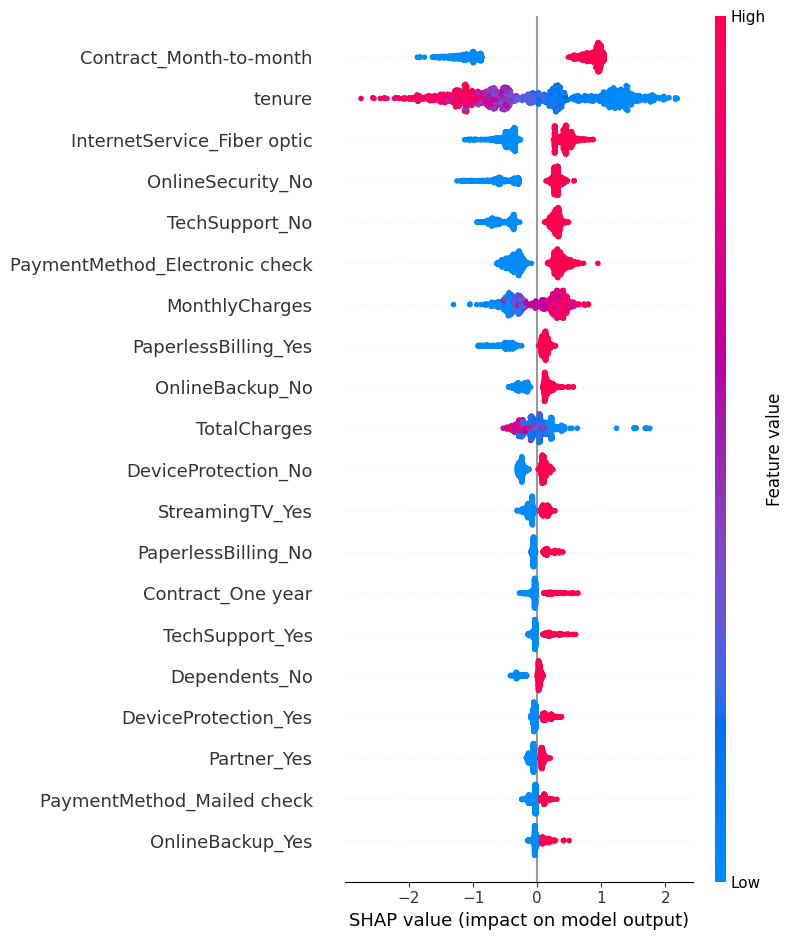 High
Contract_Month-to-month
tenure
InternetService_Fiber optic
OnlineSecurity_No
TechSupport_No
PaymentMethod_Electronic check
MonthlyCharges
PaperlessBilling_Yes
OnlineBackup_No
TotalCharges
DeviceProtection_No
StreamingTV_Yes
PaperlessBilling_No
Contract_One year
TechSupport_Yes
Dependents_No
DeviceProtection_Yes
Partner_Yes
PaymentMethod_Mailed check
OnlineBackup_Yes
Feature value
Low
−2 −1 0 1 2
SHAP value (impact on model output)